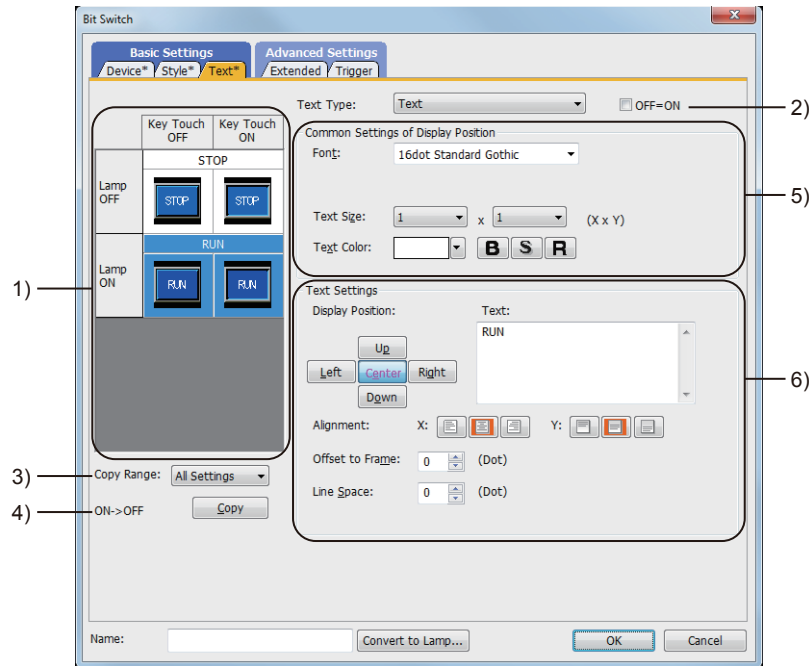 Bit Switch
x
Basic Settings Advanced Settings
Device* Style* Text* Extended Trigger
Text Type: Text OFF=ON 2)
Key Touch OFF Key Touch ON
Common Settings of Display Position
Font: 16dot Standard Gothic
STOP
Lamp OFF STOP STOP
5)
Text Size: 1 x 1 (X x Y)
Text Color: B S R
RUN
1) Lamp ON RUN RUN
Text Settings
Display Position: Text:
RUN
Up
Left Center Right
Down
6)
Alignment: X: Y:
Offset to Frame: 0 (Dot)
3) Copy Range: All Settings
Line Space: 0 (Dot)
4) ON->OFF Copy
Name: Convert to Lamp... OK Cancel